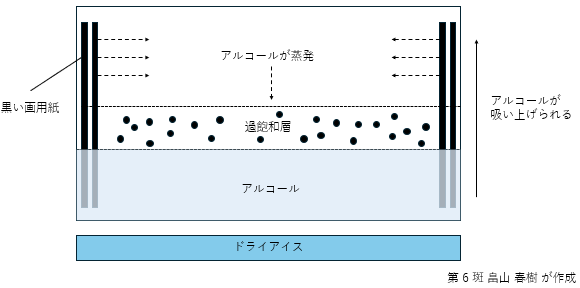 アルコールが蒸発
黒い画用紙
アルコールが
吸い上げられる
過飽和層
アルコール
ドライアイス
第6班 畠山 春樹 が作成